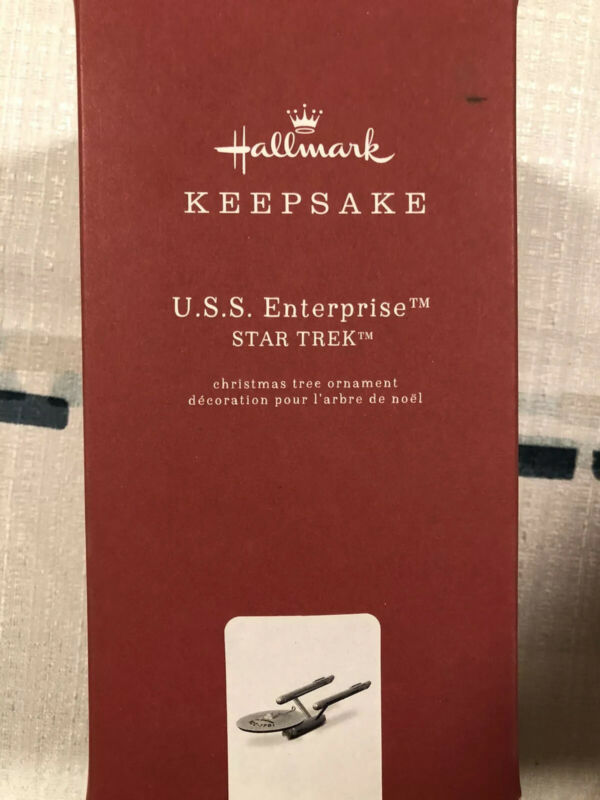 Hallmark
KEEPSAKE
U.S.S. Enterprise™
STAR TREK™
christmas tree ornament
décoration pour l'arbre de noël